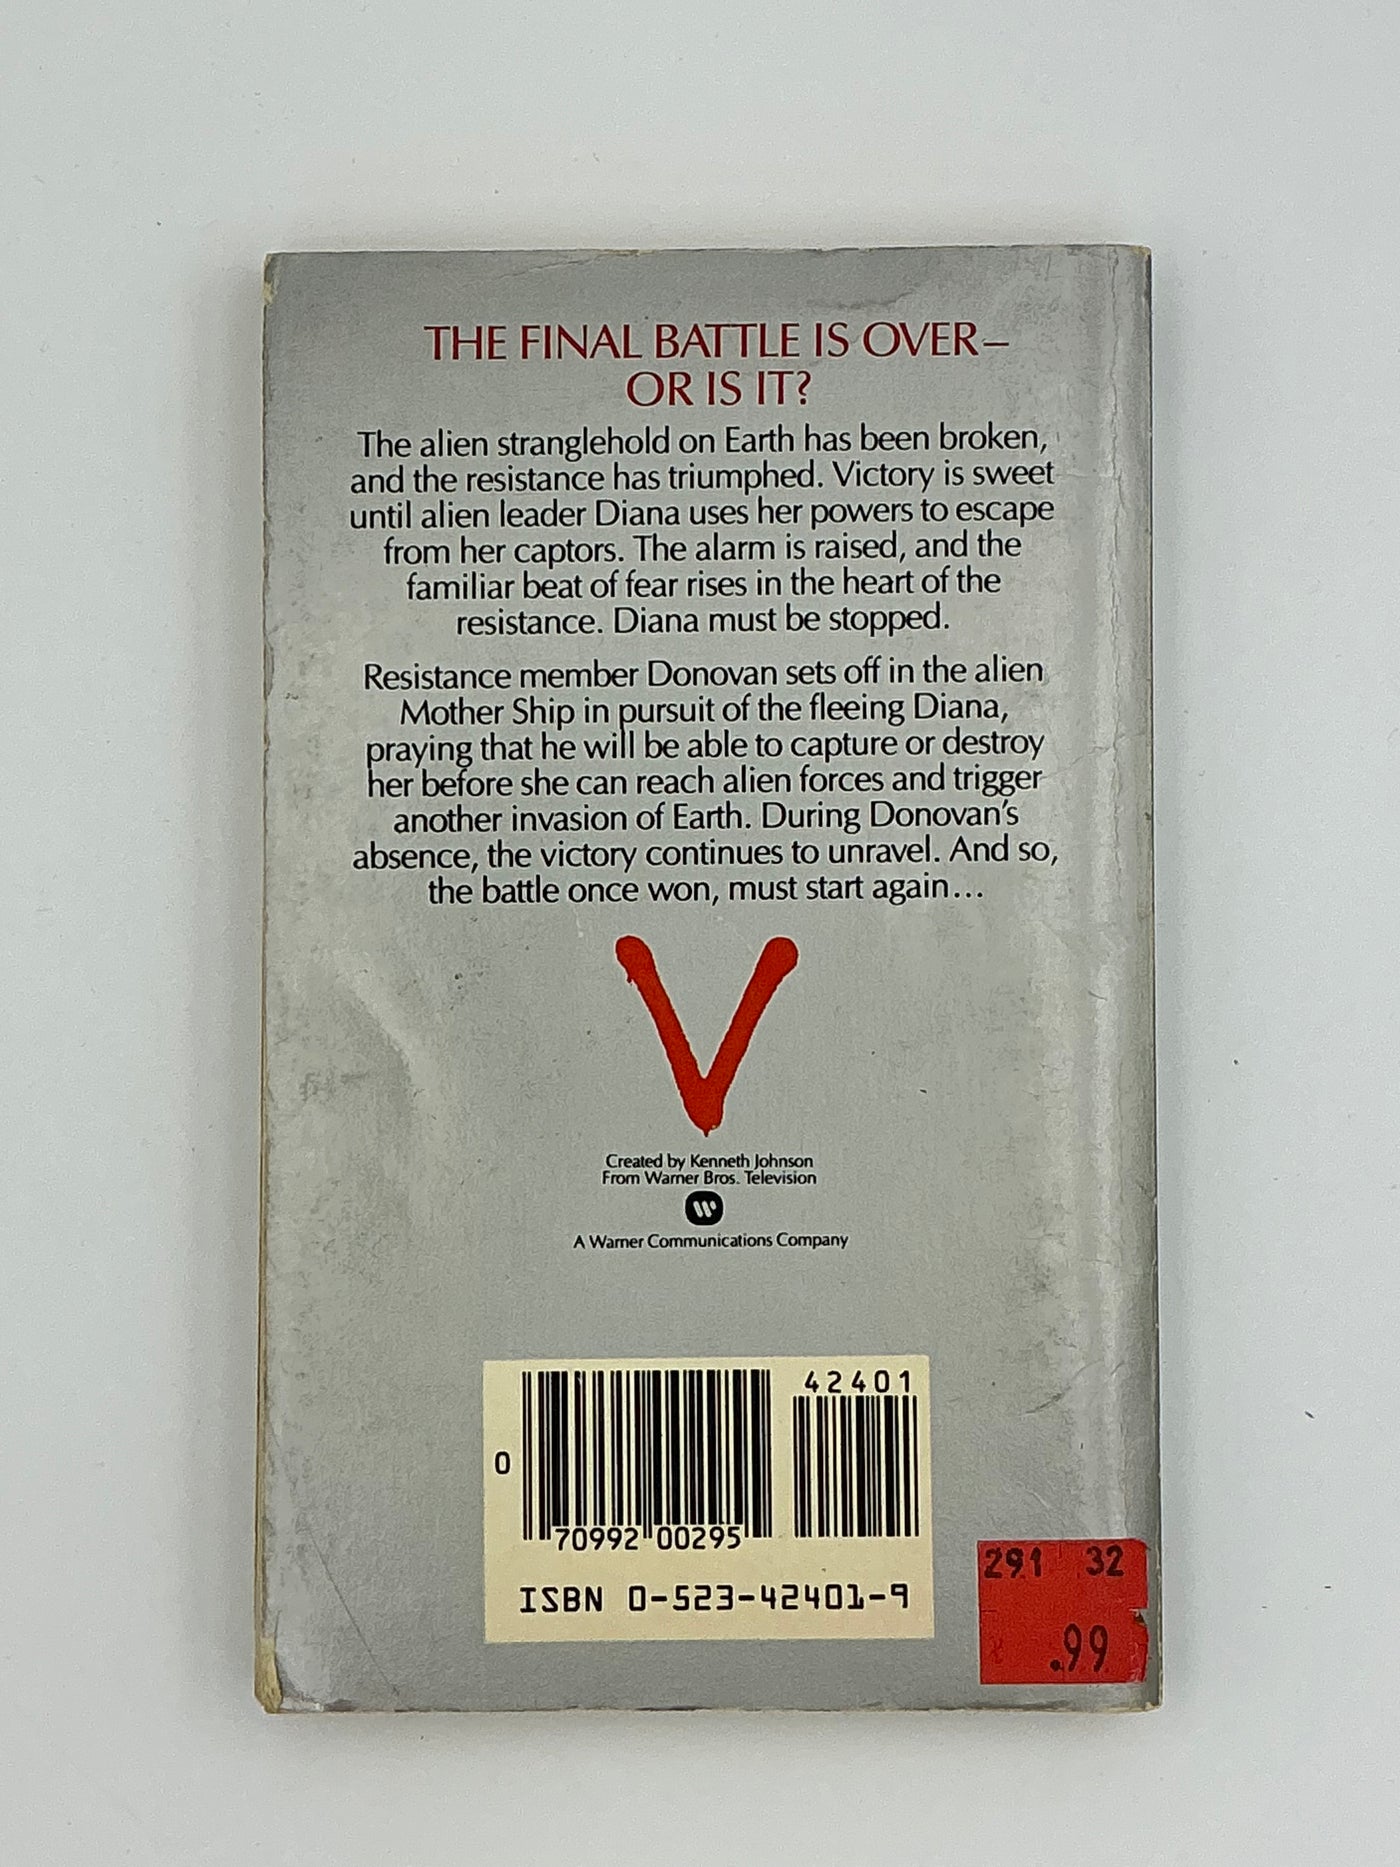 THE FINAL BATTLE IS OVER–
OR IS IT?
The alien stranglehold on Earth has been broken,
and the resistance has triumphed. Victory is sweet
until alien leader Diana uses her powers to escape
from her captors. The alarm is raised, and the
familiar beat of fear rises in the heart of the
resistance. Diana must be stopped.
Resistance member Donovan sets off in the alien
Mother Ship in pursuit of the fleeing Diana,
praying that he will be able to capture or destroy
her before she can reach alien forces and trigger
another invasion of Earth. During Donovan's
absence, the victory continues to unravel. And so,
the battle once won, must start again...
V
Created by Kenneth Johnson
From Warner Bros. Television
A Warner Communications Company
42401
0
70992 00295
ISBN 0-523-42401-9
291 32
.99